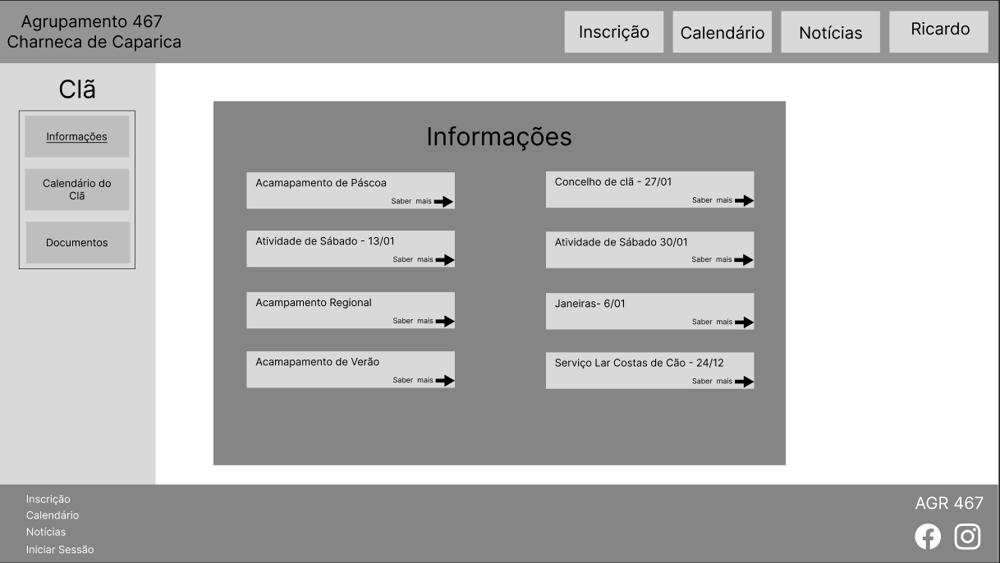 Agrupamento 467
Charneca de Caparica
Inscrição
Calendário
Notícias
Ricardo
Clã
Informações
Calendário do
Clã
Documentos
Informações
Acamapamento de Páscoa
Saber mais
Concelho de clã - 27/01
Saber mais
Atividade de Sábado - 13/01
Saber mais
Atividade de Sábado 30/01
Saber mais
Acampamento Regional
Saber mais
Janeiras- 6/01
Saber mais
Acamapamento de Verão
Saber mais
Serviço Lar Costas de Cão - 24/12
Saber mais
Inscrição
Calendário
Notícias
Iniciar Sessão
AGR 467